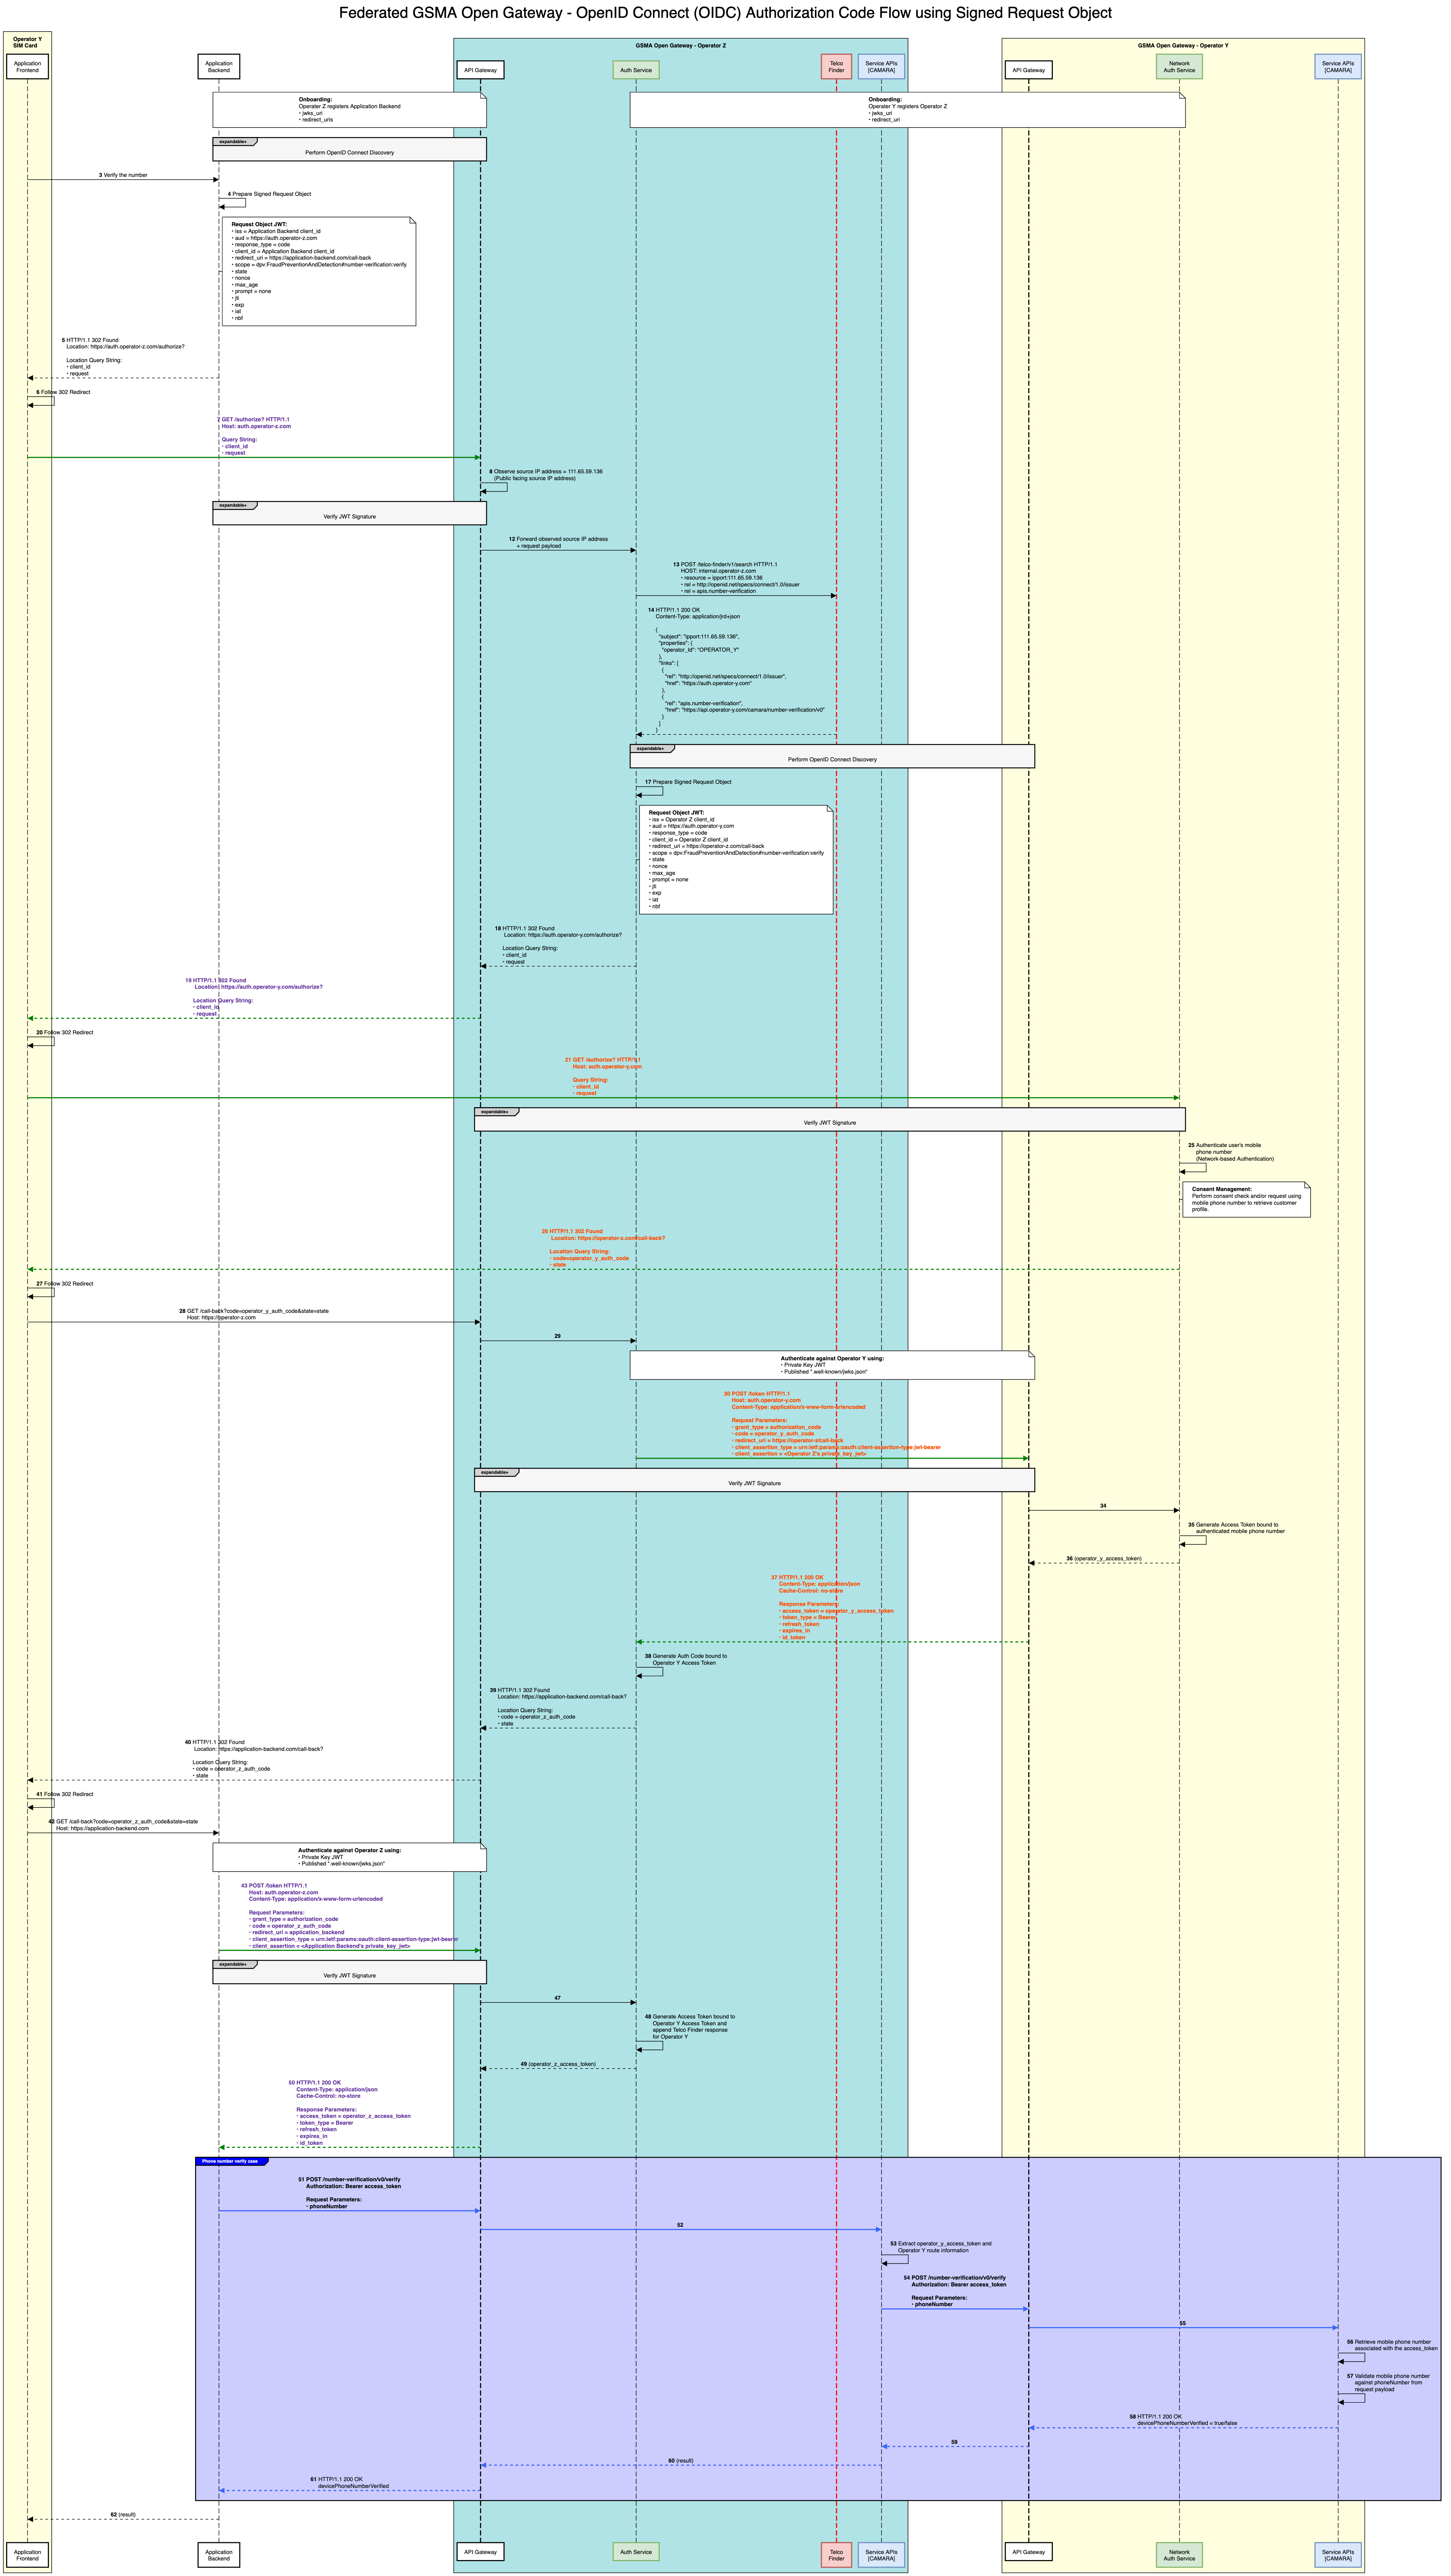 Federated GSMA Open Gateway - OpenID Connect (OIDC) Authorization Code Flow using Signed Request Object
Operator Y
SIM Card
GSMA Open Gateway - Operator Z
GSMA Open Gateway - Operator Y
Application
Frontend
Application
Backend
API Gateway
Auth Service
Telco
Finder
Service APIs
[CAMARA]
API Gateway
Network
Auth Service
Service APIs
[CAMARA]
Onboarding:
Operater Z registers Application Backend
• jwks_uri
• redirect_uris
Onboarding:
Operater Y registers Operator Z
• jwks_uri
• redirect_uri
expandable+
Perform OpenID Connect Discovery
3 Verify the number
4 Prepare Signed Request Object
Request Object JWT:
• iss = Application Backend client_id
• aud = https://auth.operator-z.com
• response_type = code
• client_id = Application Backend client_id
• redirect_uri = https://application-backend.com/call-back
• scope = dpv:FraudPreventionAndDetection#number-verification:verify
• state
• nonce
• max_age
• prompt = none
• jti
• exp
• iat
• nbf
5 HTTP/1.1 302 Found
Location: https://auth.operator-z.com/authorize?
Location Query String:
• client_id
• request
6 Follow 302 Redirect
7 GET /authorize? HTTP/1.1
Host: auth.operator-z.com
Query String:
• client_id
• request
8 Observe source IP address = 111.65.59.136
(Public facing source IP address)
expandable+
Verify JWT Signature
12 Forward observed source IP address
+ request payload
13 POST /telco-finder/v1/search HTTP/1.1
HOST: internal.operator-z.com
• resource = ipport:111.65.59.136
• rel = http://openid.net/specs/connect/1.0/issuer
• rel = apis.number-verification
14 HTTP/1.1 200 OK
Content-Type: application/jrd+json
{
"subject": "ipport:111.65.59.136",
"properties": {
"operator_Id": "OPERATOR_Y"
},
"links": [
{
"rel": "http://openid.net/specs/connect/1.0/issuer",
"href": "https://auth.operator-y.com"
},
{
"rel": "apis.number-verification",
"href": "https://api.operator-y.com/camara/number-verification/v0"
}
]
}
expandable+
Perform OpenID Connect Discovery
17 Prepare Signed Request Object
Request Object JWT:
• iss = Operator Z client_id
• aud = https://auth.operator-y.com
• response_type = code
• client_id = Operator Z client_id
• redirect_uri = https://operator-z.com/call-back
• scope = dpv:FraudPreventionAndDetection#number-verification:verify
• state
• nonce
• max_age
• prompt = none
• jti
• exp
• iat
• nbf
18 HTTP/1.1 302 Found
Location: https://auth.operator-y.com/authorize?
Location Query String:
• client_id
• request
19 HTTP/1.1 302 Found
Location: https://auth.operator-y.com/authorize?
Location Query String:
• client_id
• request
20 Follow 302 Redirect
21 GET /authorize? HTTP/1.1
Host: auth.operator-y.com
Query String:
• client_id
• request
expandable+
Verify JWT Signature
25 Authenticate user's mobile
phone number
(Network-based Authentication)
Consent Management:
Perform consent check and/or request using
mobile phone number to retrieve customer
profile.
26 HTTP/1.1 302 Found
Location: https://operator-z.com/call-back?
Location Query String:
• code=operator_y_auth_code
• state
27 Follow 302 Redirect
28 GET /call-back?code=operator_y_auth_code&state=state
Host: https://operator-z.com
29
Authenticate against Operator Y using:
• Private Key JWT
• Published ".well-known/jwks.json"
30 POST /token HTTP/1.1
Host: auth.operator-y.com
Content-Type: application/x-www-form-urlencoded
Request Parameters:
• grant_type = authorization_code
• code = operator_y_auth_code
• redirect_uri = https://operator-z/call-back
• client_assertion_type = urn:ietf:params:oauth:client-assertion-type:jwt-bearer
• client_assertion = <Operator Z's private_key_jwt>
expandable+
Verify JWT Signature
34
35 Generate Access Token bound to
authenticated mobile phone number
36 (operator_y_access_token)
37 HTTP/1.1 200 OK
Content-Type: application/json
Cache-Control: no-store
Response Parameters:
• access_token = operator_y_access_token
• token_type = Bearer
• refresh_token
• expires_in
• id_token
38 Generate Auth Code bound to
Operator Y Access Token
39 HTTP/1.1 302 Found
Location: https://application-backend.com/call-back?
Location Query String:
• code = operator_z_auth_code
• state
40 HTTP/1.1 302 Found
Location: https://application-backend.com/call-back?
Location Query String:
• code = operator_z_auth_code
• state
41 Follow 302 Redirect
42 GET /call-back?code=operator_z_auth_code&state=state
Host: https://application-backend.com
Authenticate against Operator Z using:
• Private Key JWT
• Published ".well-known/jwks.json"
43 POST /token HTTP/1.1
Host: auth.operator-z.com
Content-Type: application/x-www-form-urlencoded
Request Parameters:
• grant_type = authorization_code
• code = operator_z_auth_code
• redirect_uri = application_backend
• client_assertion_type = urn:ietf:params:oauth:client-assertion-type:jwt-bearer
• client_assertion = <Application Backend's private_key_jwt>
expandable+
Verify JWT Signature
47
48 Generate Access Token bound to
Operator Y Access Token and
append Telco Finder response
for Operator Y
49 (operator_z_access_token)
50 HTTP/1.1 200 OK
Content-Type: application/json
Cache-Control: no-store
Response Parameters:
• access_token = operator_z_access_token
• token_type = Bearer
• refresh_token
• expires_in
• id_token
Phone number verify case
51 POST /number-verification/v0/verify
Authorization: Bearer access_token
Request Parameters:
• phoneNumber
52
53 Extract operator_y_access_token and
Operator Y route information
54 POST /number-verification/v0/verify
Authorization: Bearer access_token
Request Parameters:
• phoneNumber
55
56 Retrieve mobile phone number
associated with the access_token
57 Validate mobile phone number
against phoneNumber from
request payload
58 HTTP/1.1 200 OK
devicePhoneNumberVerified = true/false
59
60 (result)
61 HTTP/1.1 200 OK
devicePhoneNumberVerified
62 (result)
Application
Frontend
Application
Backend
API Gateway
Auth Service
Telco
Finder
Service APIs
[CAMARA]
API Gateway
Network
Auth Service
Service APIs
[CAMARA]